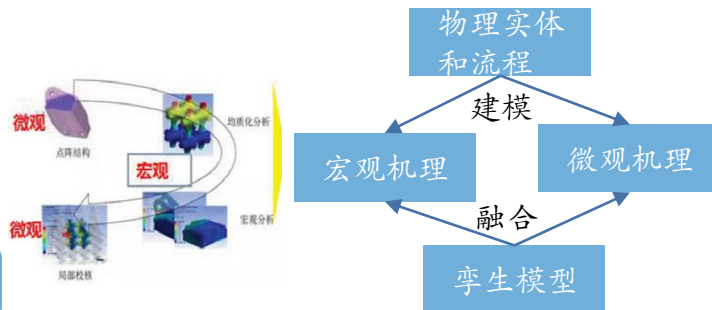 微观
点阵结构
均质化分析
宏观
宏观分析
微观
局部校核
物理实体
和流程
建模
宏观机理
微观机理
融合
孪生模型